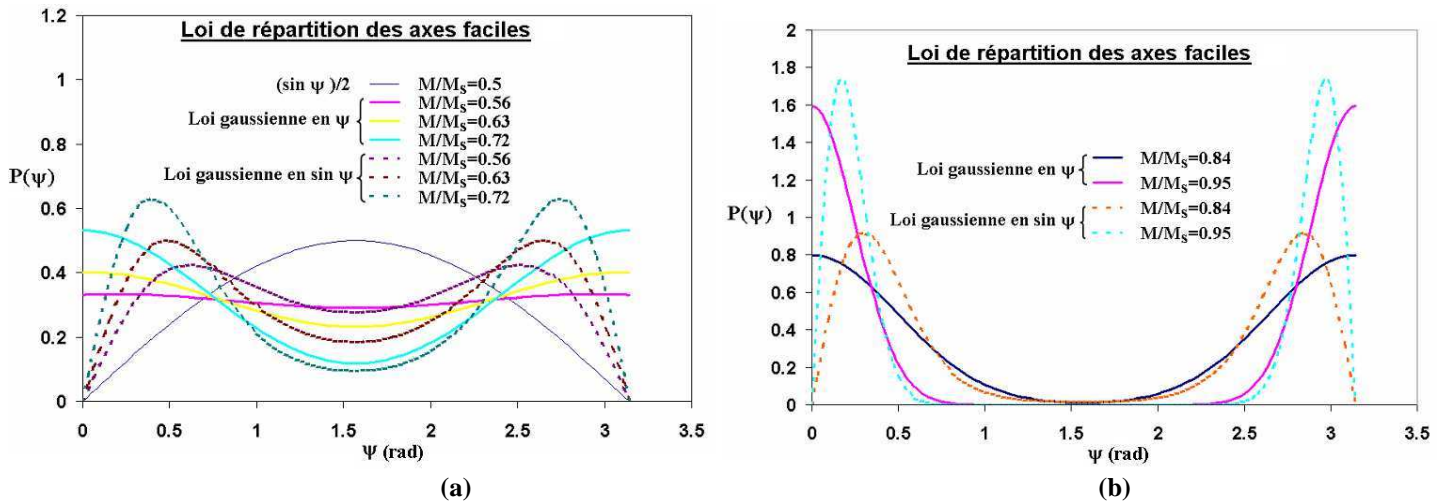 Loi de répartition des axes faciles
(sin ψ )/2
M/Ms=0.5
Loi gaussienne en ψ
M/Ms=0.56
M/Ms=0.63
M/Ms=0.72
Loi gaussienne en sin ψ
M/Ms=0.56
M/Ms=0.63
M/Ms=0.72
P(ψ)
1.2
1
0.8
0.6
0.4
0.2
0
0
0.5
1
1.5
2
2.5
3
3.5
Ψ (rad)
(a)
Loi de répartition des axes faciles
Loi gaussienne en ψ
M/Ms=0.84
M/Ms=0.95
Loi gaussienne en sin ψ
M/Ms=0.84
M/Ms=0.95
P(ψ)
2
1.8
1.6
1.4
1.2
1
0.8
0.6
0.4
0.2
0
0
0.5
1
1.5
2
2.5
3
3.5
Ψ (rad)
(b)